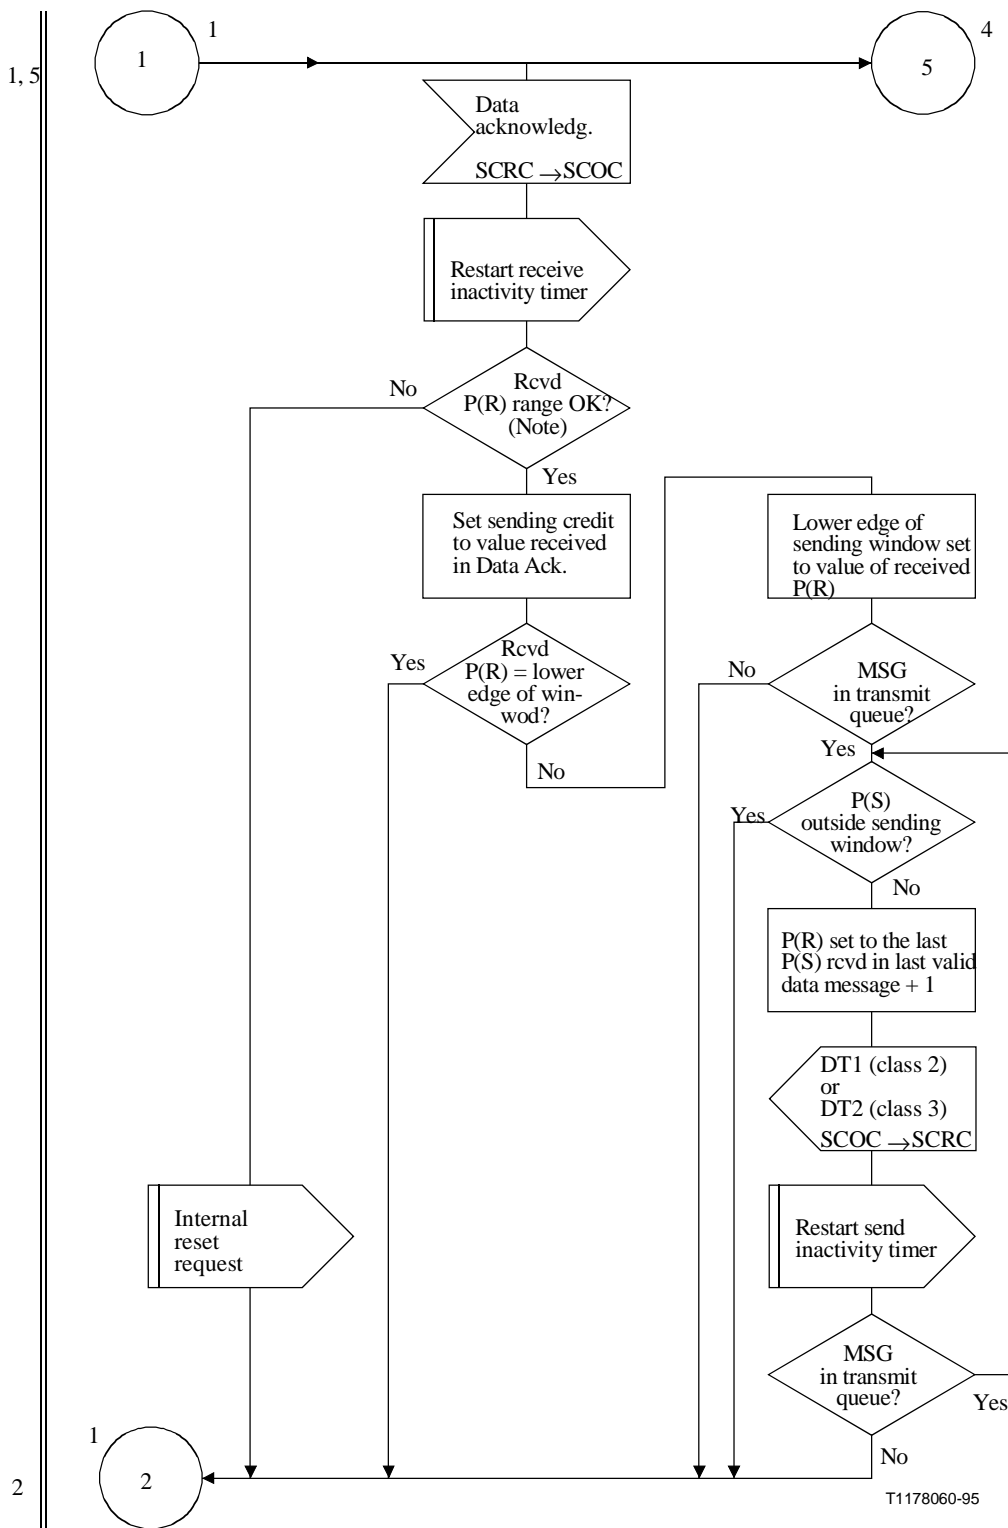 1
4
1
5
1, 5
Data
acknowledg.
SCRC →SCOC
Restart receive
inactivity timer
No
Rcvd
P(R) range OK?
(Note)
Yes
Set sending credit
to value received
in Data Ack.
Lower edge of
sending window set
to value of received
P(R)
Yes
Rcvd
P(R) = lower
edge of win-
wod?
No
No
MSG
in transmit
queue?
Yes
Yes
P(S)
outside sending
window?
No
P(R) set to the last
P(S) rcvd in last valid
data message + 1
DT1 (class 2)
or
DT2 (class 3)
SCOC →SCRC
Internal
reset
request
Restart send
inactivity timer
MSG
in transmit
queue?
Yes
No
1
2
2
T1178060-95